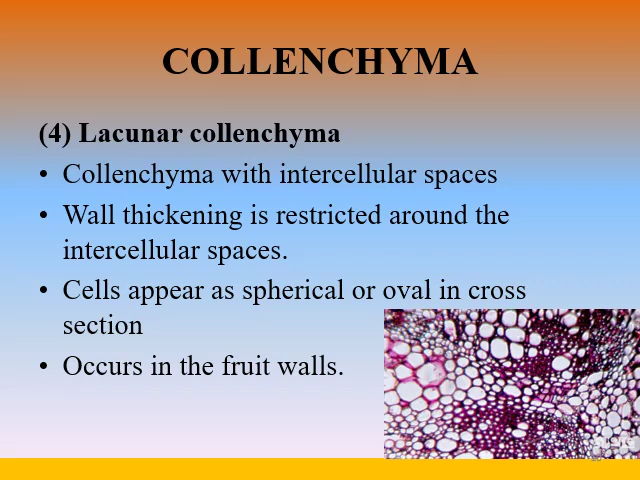 COLLENCHYMA
(4) Lacunar collenchyma
• Collenchyma with intercellular spaces
• Wall thickening is restricted around the
intercellular spaces.
• Cells appear as spherical or oval in cross
section
• Occurs in the fruit walls.